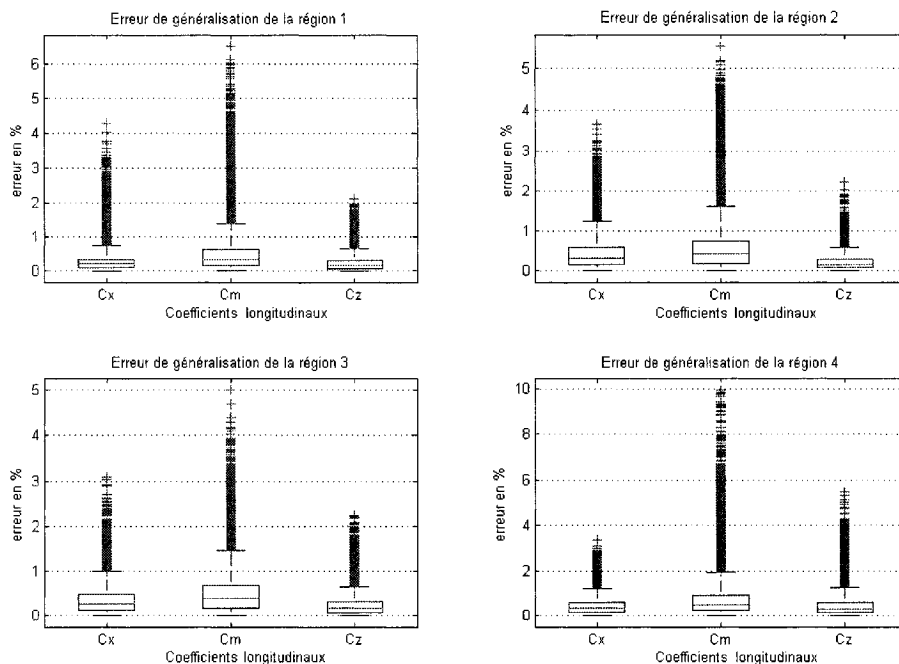 Erreur de généralisation de la région 1
erreur en %
6
5
4
3
2
1
0
Cx Cm Cz
Coefficients longitudinaux
Erreur de généralisation de la région 2
erreur en %
5
4
3
2
1
0
Cx Cm Cz
Coefficients longitudinaux
Erreur de généralisation de la région 3
erreur en %
5
4
3
2
1
0
Cx Cm Cz
Coefficients longitudinaux
Erreur de généralisation de la région 4
erreur en %
10
8
6
4
2
0
Cx Cm Cz
Coefficients longitudinaux